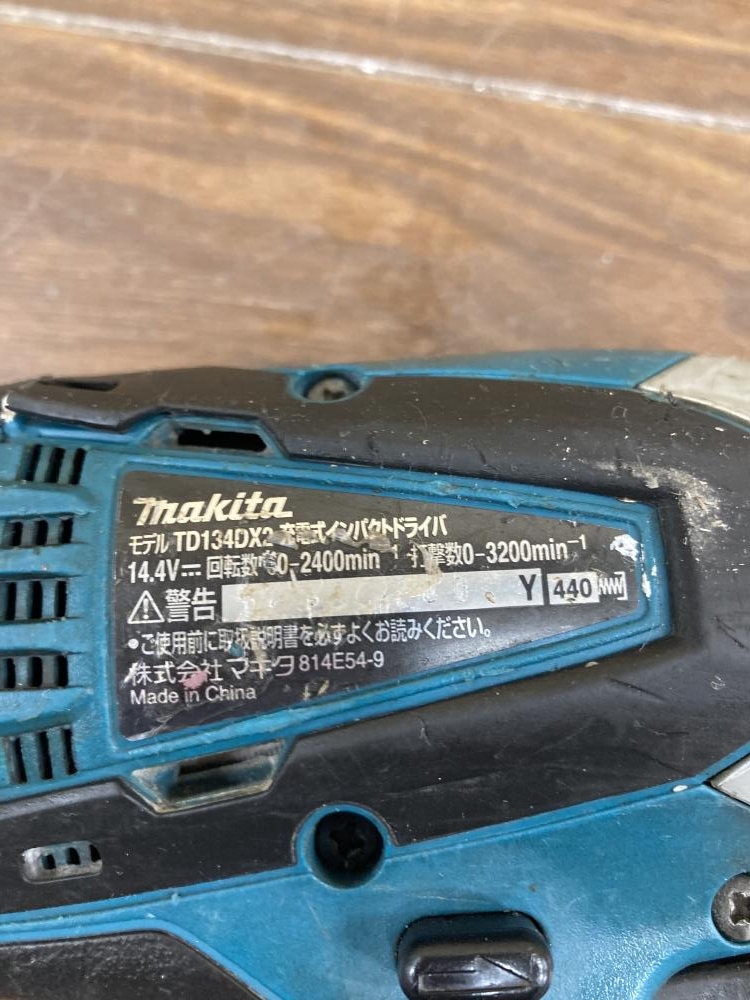 makita
モデル TD134DX2 充電式インパクトドライバ
14.4V⎓ 回転数 0-2400min⁻¹ 打撃数0-3200min⁻¹
⚠警告 Y 440
•ご使用前に取扱説明書を必ずよくお読みください。
株式会社 マキタ 814E54-9
Made in China